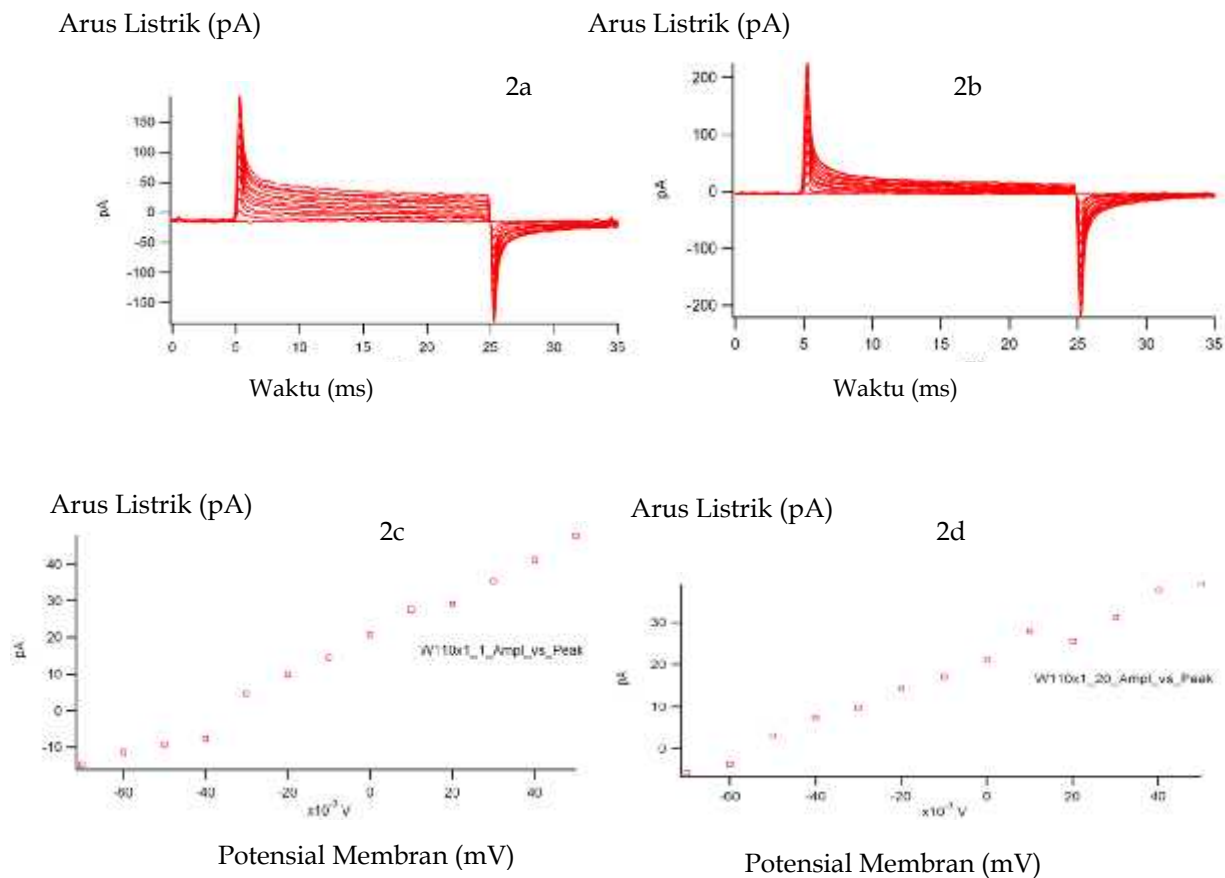 Arus Listrik (pA)
2a
pA
150
100
50
0
-50
-100
-150
0 5 10 15 20 25 30 35
Waktu (ms)
Arus Listrik (pA)
2b
pA
200
100
0
-100
-200
0 5 10 15 20 25 30 35
Waktu (ms)
Arus Listrik (pA)
2c
pA
40
30
20
10
0
-10
W110x1_1_Ampl_vs_Peak
-60 -40 -20 0 20 40
x10⁻³ V
Potensial Membran (mV)
Arus Listrik (pA)
2d
pA
30
20
10
0
W110x1_20_Ampl_vs_Peak
-60 -40 -20 0 20 40
x10⁻³ V
Potensial Membran (mV)